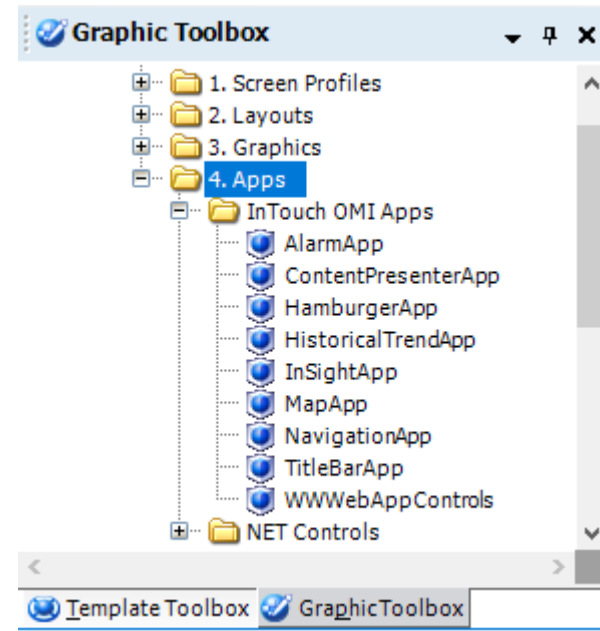 Graphic Toolbox
1. Screen Profiles
2. Layouts
3. Graphics
4. Apps
InTouch OMI Apps
AlarmApp
ContentPresenterApp
HamburgerApp
HistoricalTrendApp
InSightApp
MapApp
NavigationApp
TitleBarApp
WWWebAppControls
NET Controls
Template Toolbox GraphicToolbox